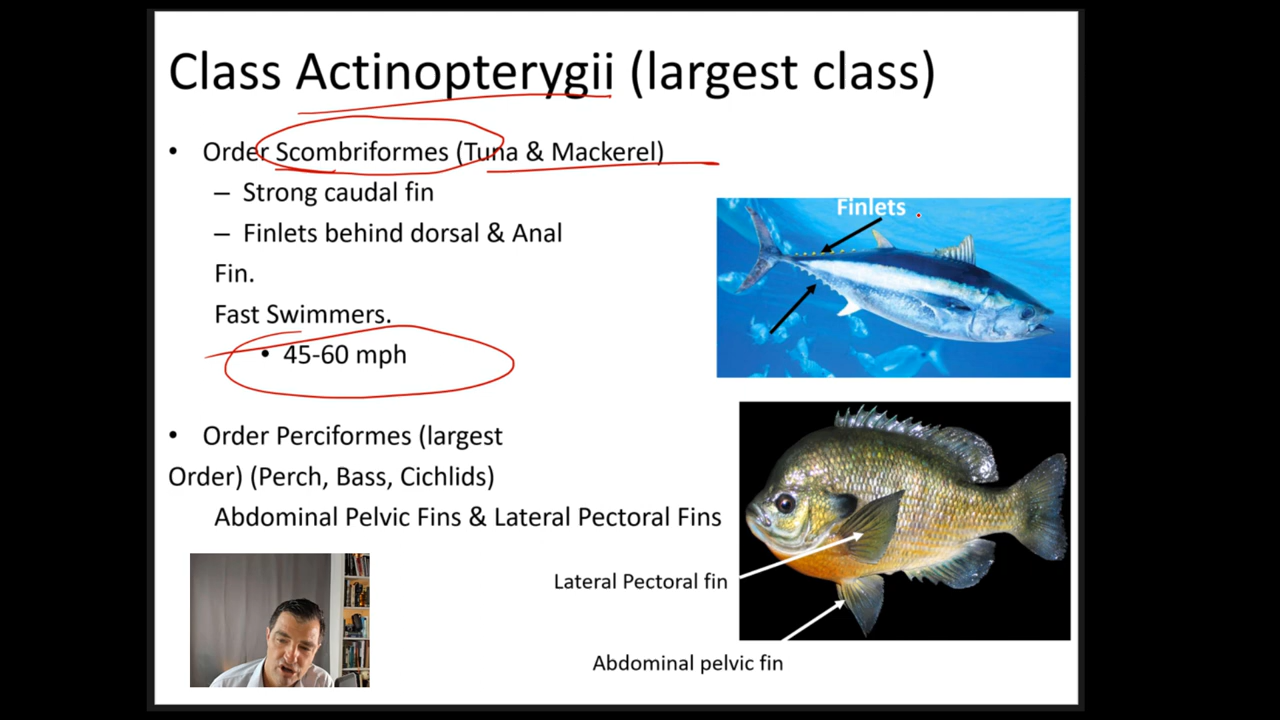 Class Actinopterygii (largest class)
• Order Scombriformes (Tuna & Mackerel)
– Strong caudal fin
– Finlets behind dorsal & Anal
Fin.
Fast Swimmers.
• 45-60 mph
Finlets
• Order Perciformes (largest
Order) (Perch, Bass, Cichlids)
Abdominal Pelvic Fins & Lateral Pectoral Fins
Lateral Pectoral fin
Abdominal pelvic fin